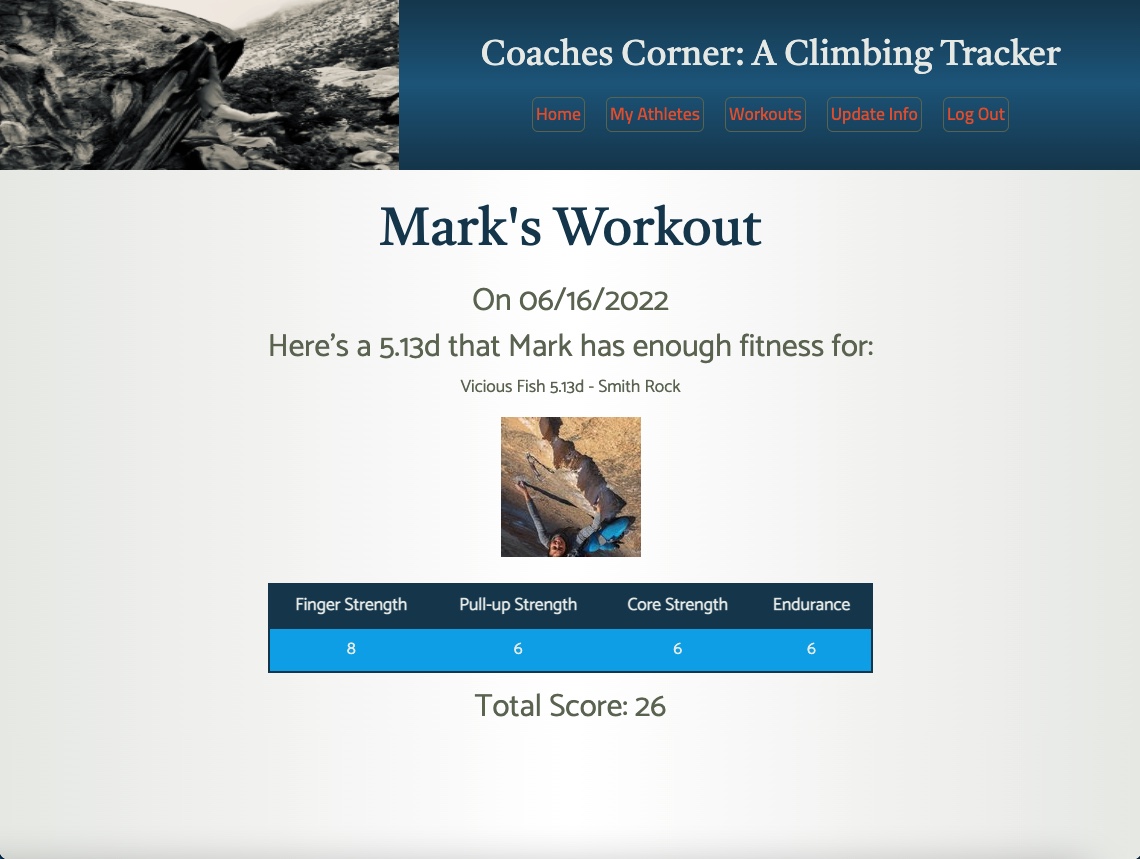 Coaches Corner: A Climbing Tracker
Home My Athletes Workouts Update Info Log Out
Mark's Workout
On 06/16/2022
Here's a 5.13d that Mark has enough fitness for:
Vicious Fish 5.13d - Smith Rock
Finger Strength Pull-up Strength Core Strength Endurance
8 6 6 6
Total Score: 26